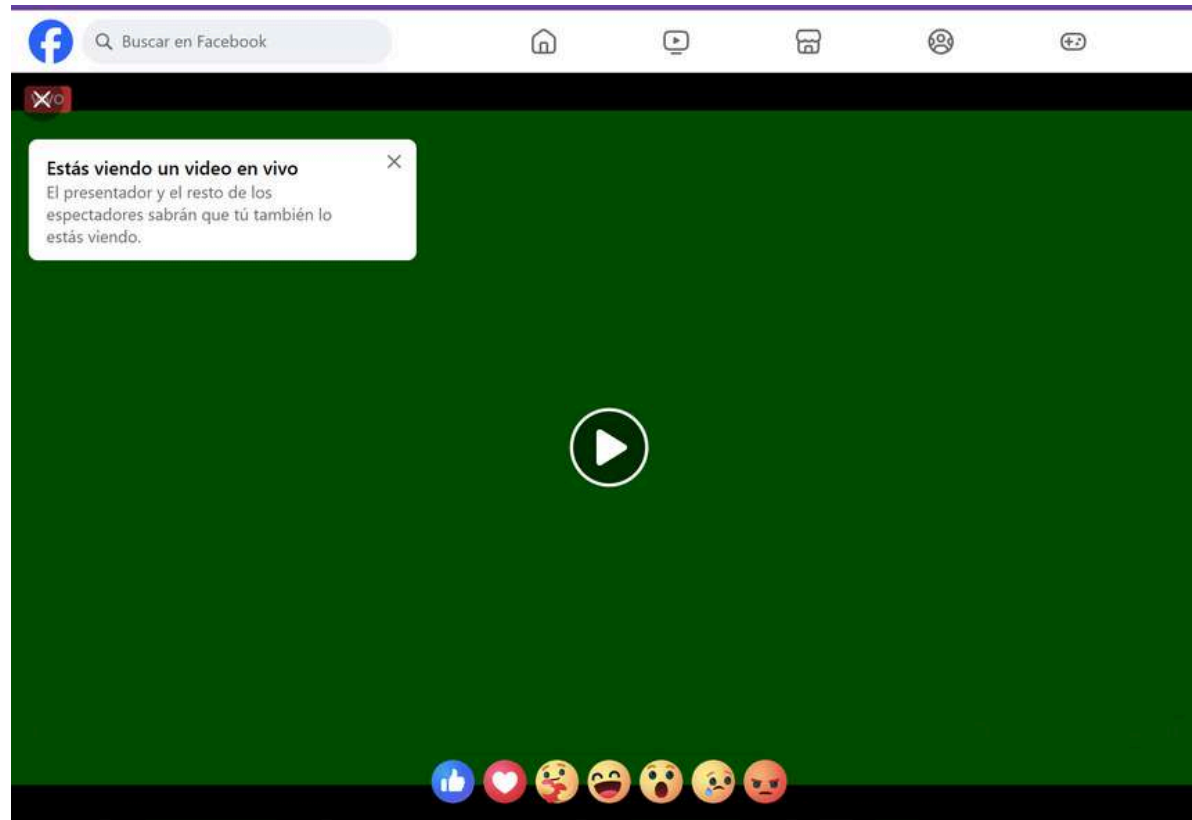 Buscar en Facebook
Estás viendo un video en vivo
El presentador y el resto de los
espectadores sabrán que tú también lo
estás viendo.